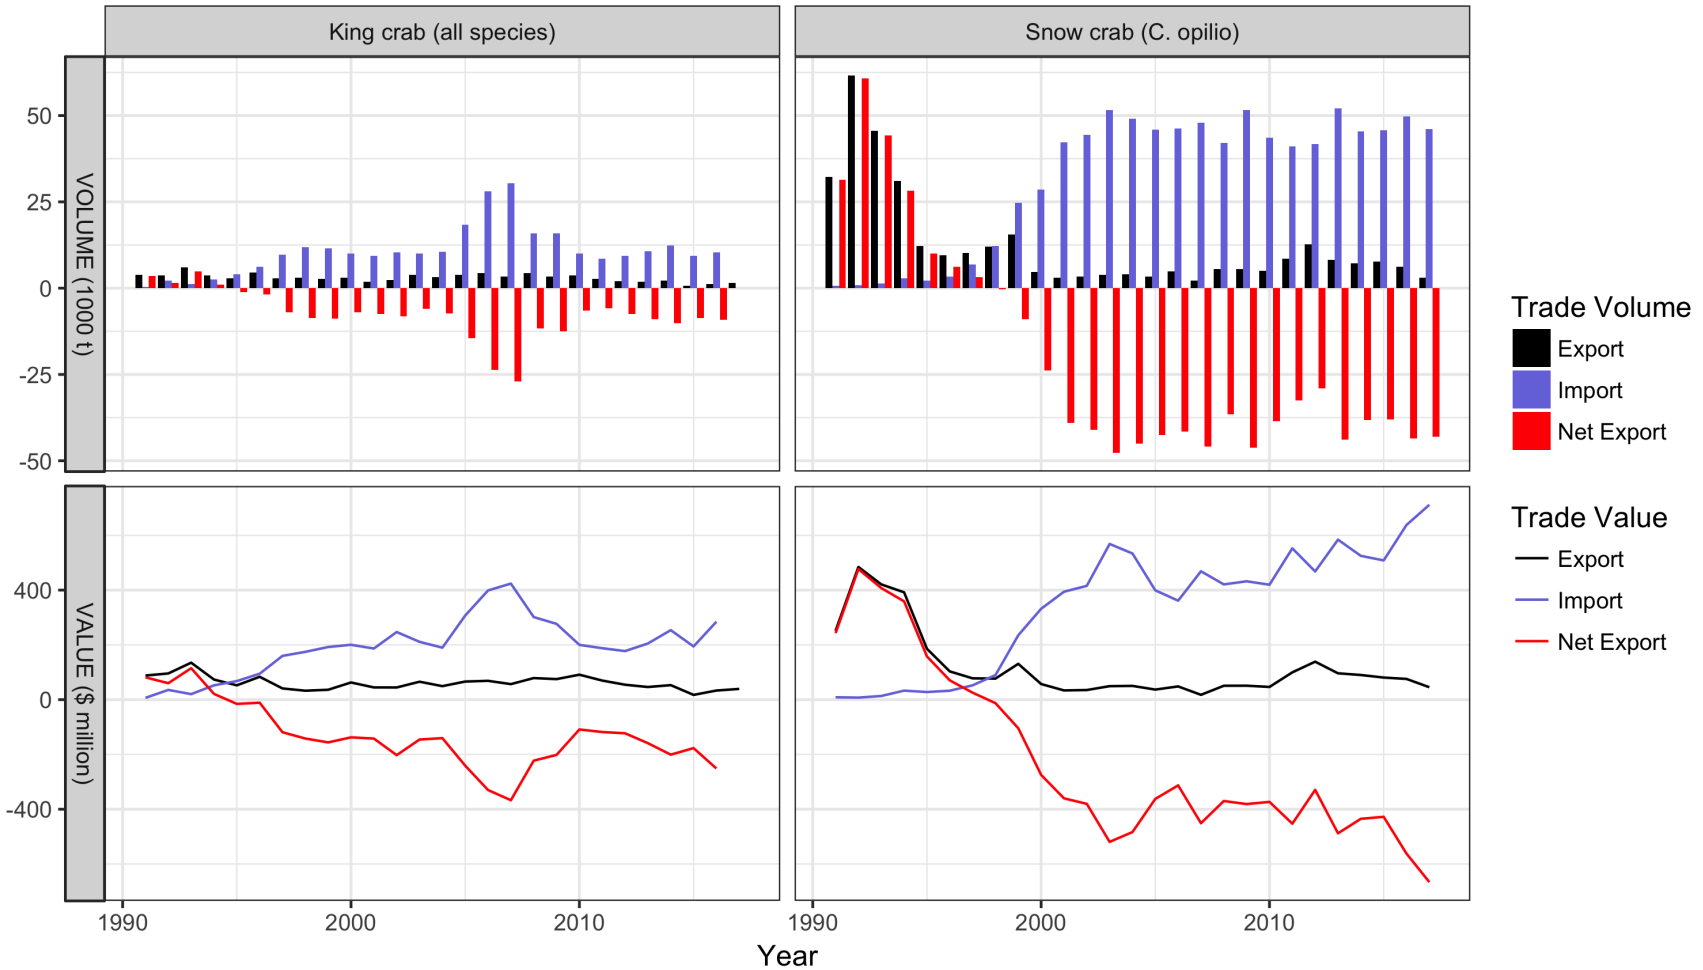 King crab (all species)
Snow crab (C. opilio)
VOLUME (1000 t)
50
25
0
-25
-50
VALUE ($ million)
400
0
-400
1990
2000
2010
1990
2000
2010
Year
Trade Volume
Export
Import
Net Export
Trade Value
Export
Import
Net Export